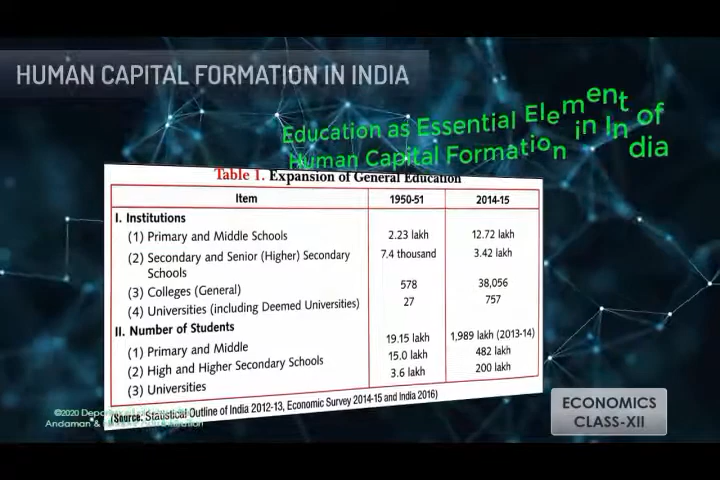 HUMAN CAPITAL FORMATION IN INDIA
Education as Essential Element of
Human Capital Formation in India
Table 1. Expansion of General Education
Item 1950-51 2014-15
I. Institutions
(1) Primary and Middle Schools 2.23 lakh 12.72 lakh
(2) Secondary and Senior (Higher) Secondary 7.4 thousand 3.42 lakh
Schools
(3) Colleges (General) 578 38,056
(4) Universities (including Deemed Universities) 27 757
II. Number of Students
(1) Primary and Middle 19.15 lakh 1,989 lakh (2013-14)
(2) High and Higher Secondary Schools 15.0 lakh 482 lakh
(3) Universities 3.6 lakh 200 lakh
(Source: Statistical Outline of India 2012-13, Economic Survey 2014-15 and India 2016)
©2020
Andaman &
ECONOMICS
CLASS-XII